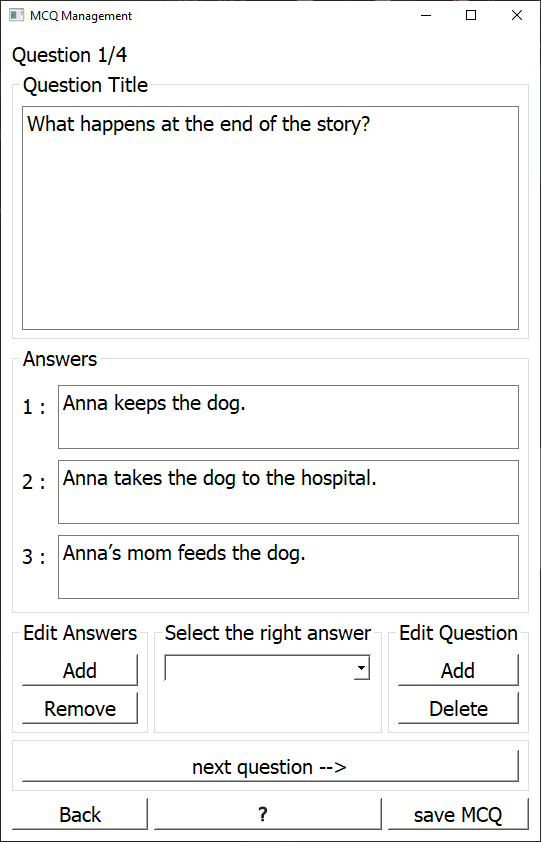 MCQ Management
Question 1/4
Question Title
What happens at the end of the story?
Answers
1 : Anna keeps the dog.
2 : Anna takes the dog to the hospital.
3 : Anna’s mom feeds the dog.
Edit Answers Select the right answer Edit Question
Add Add
Remove Delete
next question -->
Back ? save MCQ